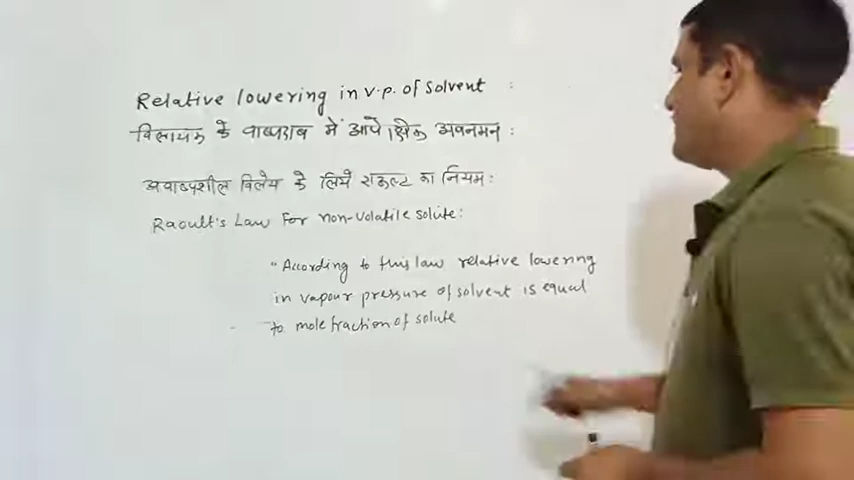 Relative lowering in v.p. of solvent :
विलायक के वाष्पदाब में आपेक्षिक अवनमन :
अवाष्पशील विलेय के लिये राऊल्ट का नियम :
Raoult's Law For non-volatile solute :
"According to this law relative lowering
in vapour pressure of solvent is equal
to mole fraction of solute